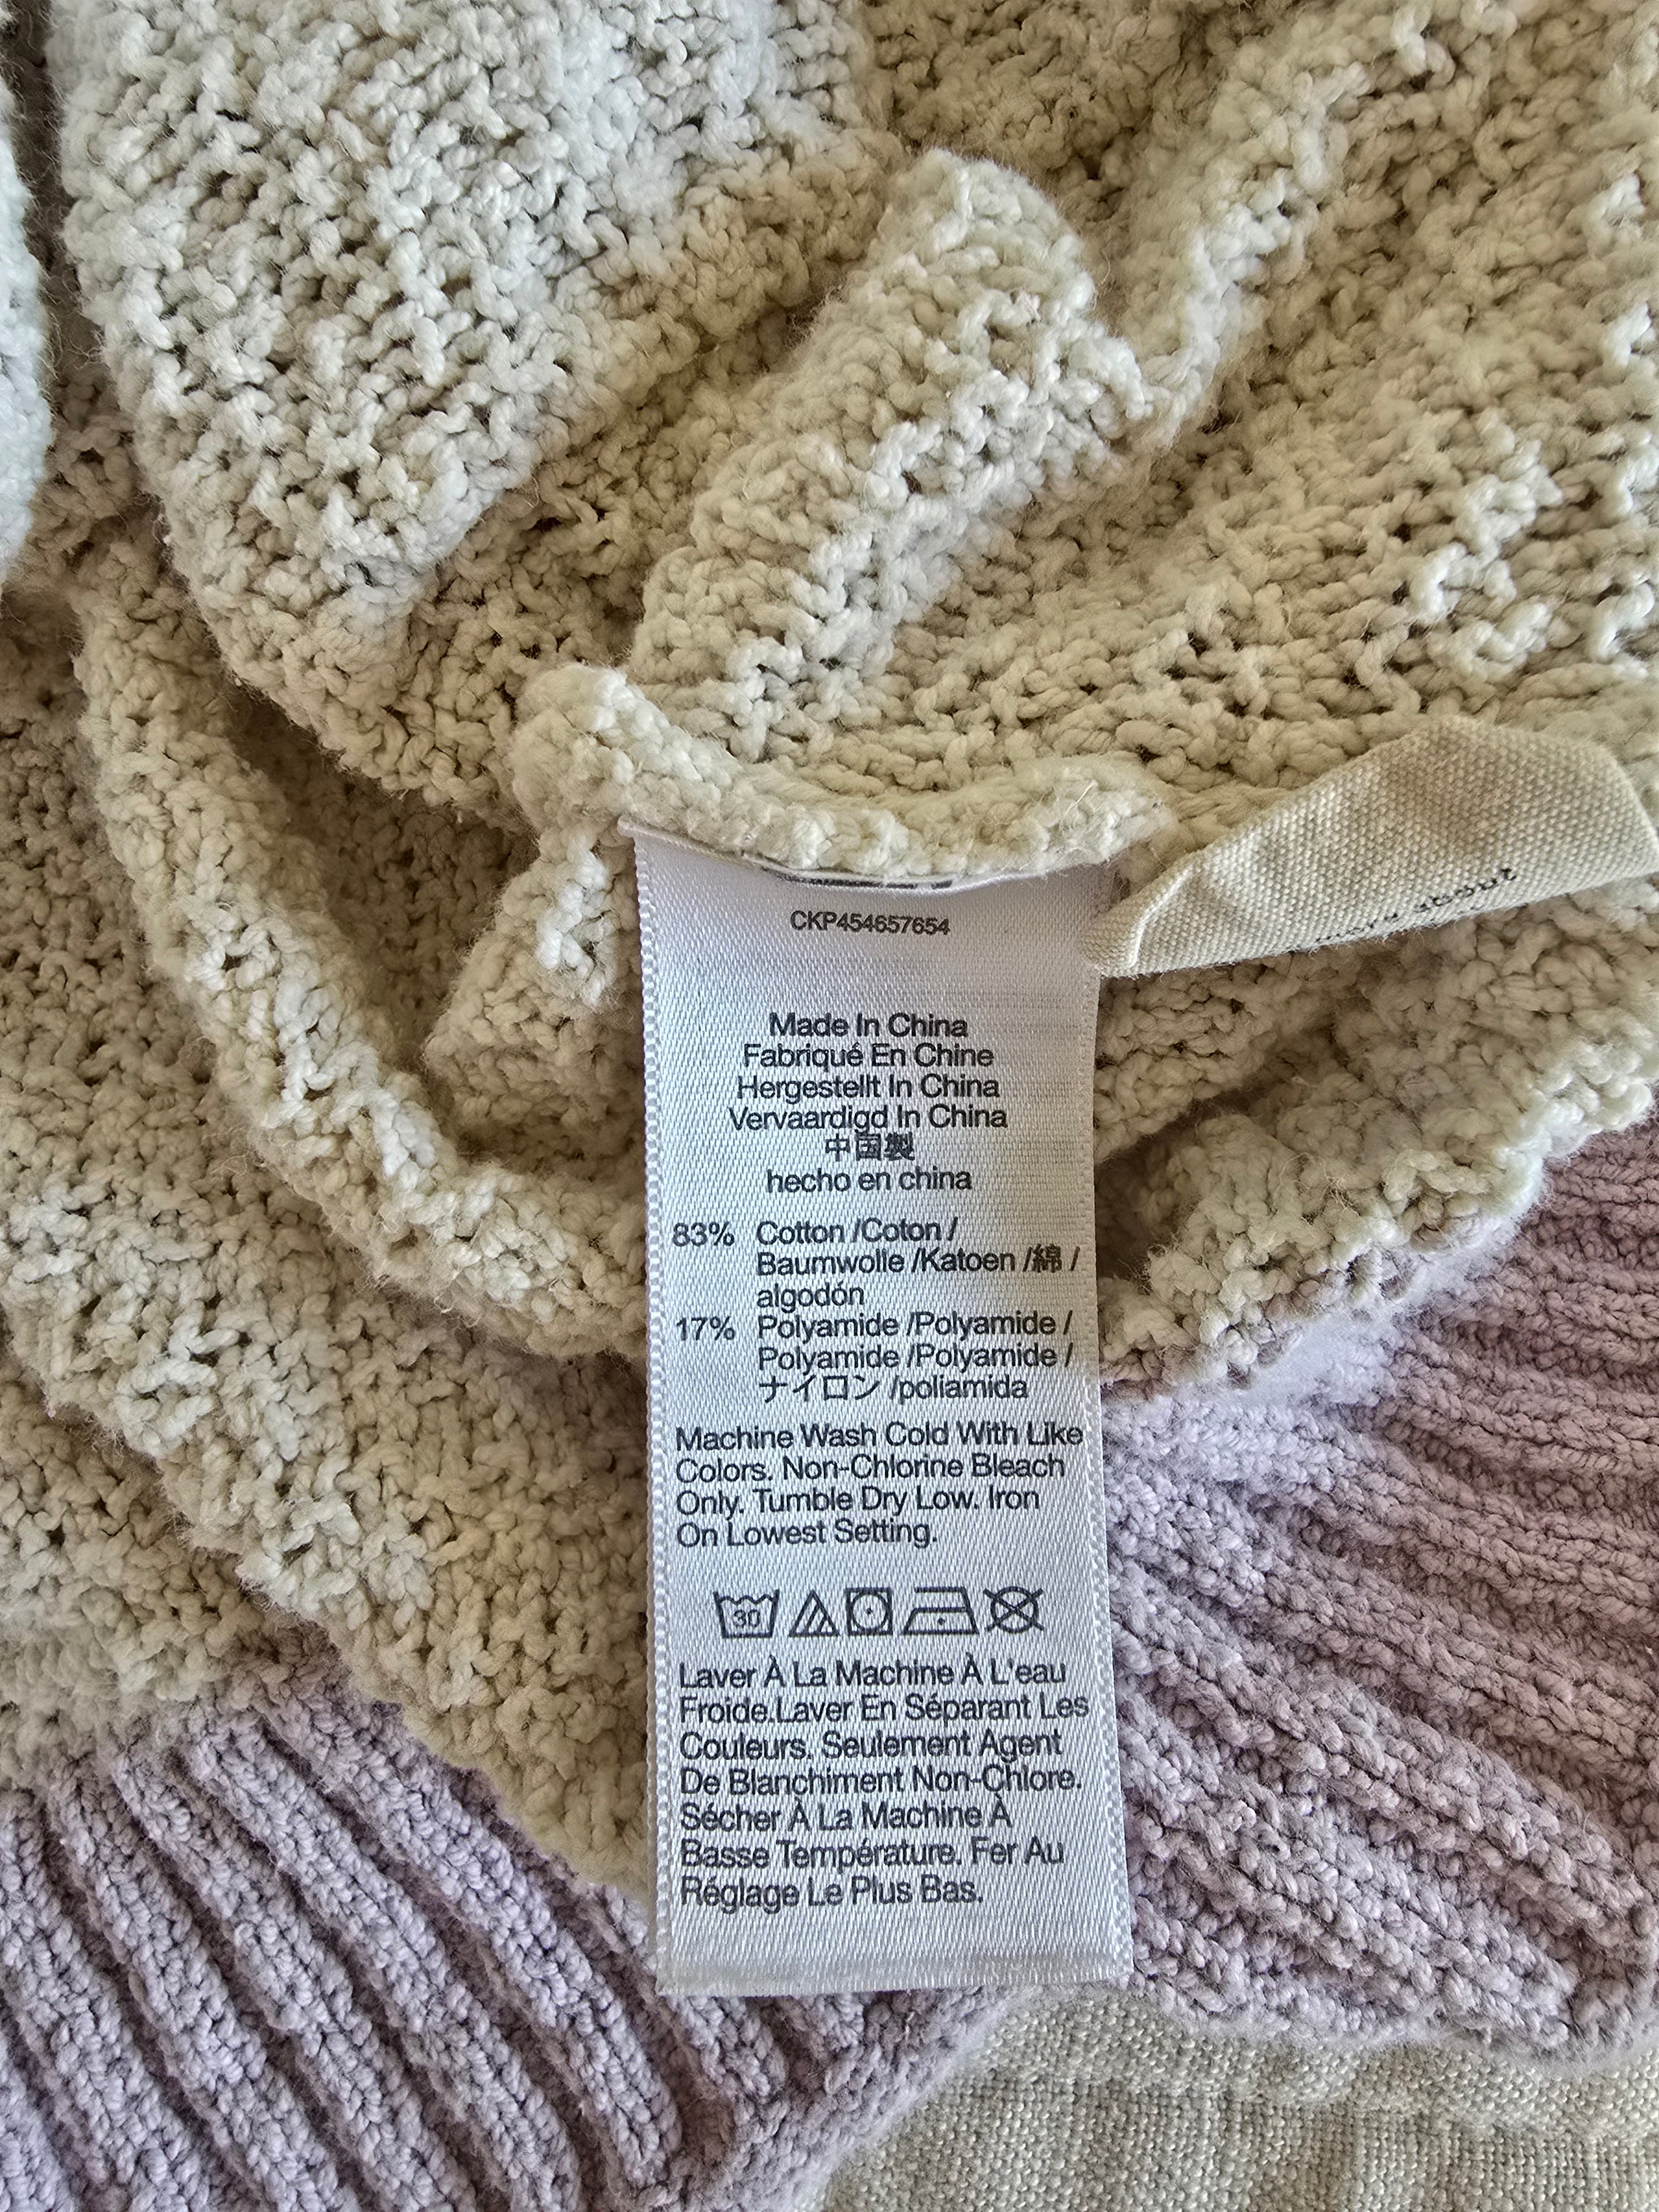 about
CKP454657654
Made In China
Fabriqué En Chine
Hergestellt In China
Vervaardigd In China
中国製
hecho en china
83% Cotton /Coton /
Baumwolle /Katoen /綿 /
algodón
17% Polyamide /Polyamide /
Polyamide /Polyamide /
ナイロン /poliamida
Machine Wash Cold With Like
Colors. Non-Chlorine Bleach
Only. Tumble Dry Low. Iron
On Lowest Setting.
30
Laver À La Machine À L'eau
Froide.Laver En Séparant Les
Couleurs. Seulement Agent
De Blanchiment Non-Chlore.
Sécher À La Machine À
Basse Température. Fer Au
Réglage Le Plus Bas.